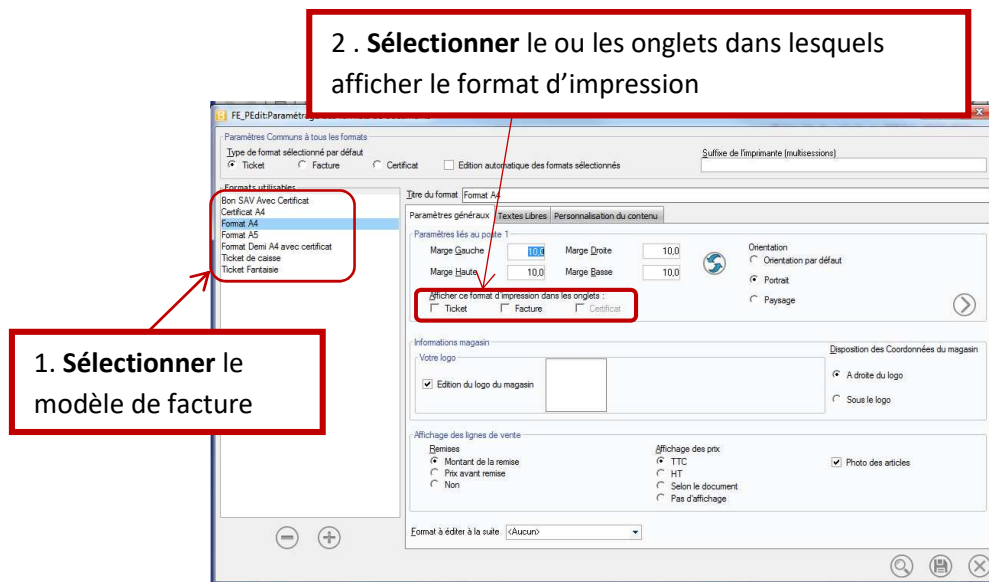 2 . Sélectionner le ou les onglets dans lesquels
afficher le format d'impression
FE_PEdit:Paramétrage
Paramètres Communs à tous les formats
Type de format sélectionné par défaut
Ticket Facture Certificat Edition automatique des formats sélectionnés
Suffixe de l'imprimante (multisessions)
Formats utilisables
Bon SAV Avec Certificat
Certificat A4
Format A4
Format A5
Format Demi A4 avec certificat
Ticket de caisse
Ticket Fantaisie
Titre du format Format A4
Paramètres généraux Textes Libres Personnalisation du contenu
Paramètres liés au poste 1
Marge Gauche 10,0 Marge Droite 10,0
Marge Haute 10,0 Marge Basse 10,0
Orientation
Orientation par défaut
Portrait
Paysage
Afficher ce format d'impression dans les onglets :
Ticket Facture Certificat
1. Sélectionner le
modèle de facture
Informations magasin
Votre logo
Edition du logo du magasin
Disposition des Coordonnées du magasin
A droite du logo
Sous le logo
Affichage des lignes de vente
Remises
Montant de la remise
Prix avant remise
Non
Affichage des prix
TTC
HT
Selon le document
Pas d'affichage
Photo des articles
Format à éditer à la suite <Aucun>